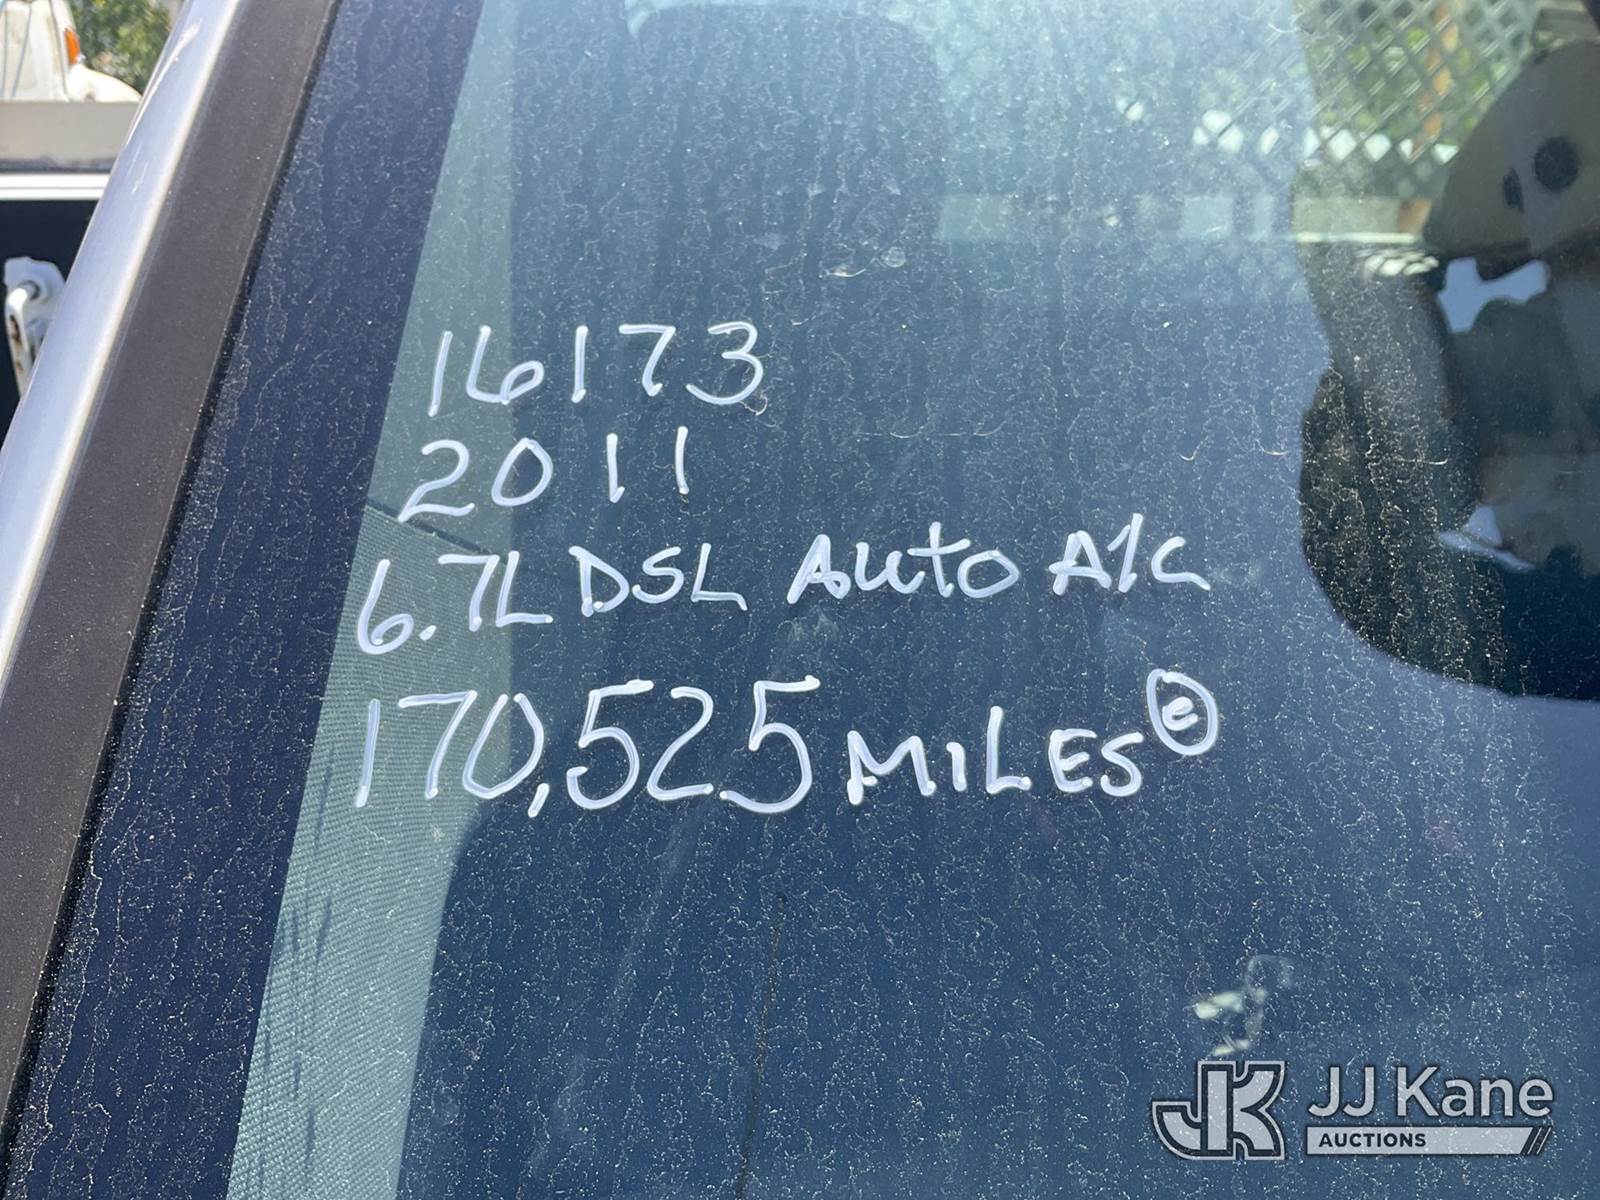 16173
2011
6.7L DSL Auto A/C
170,525 MILES ⓔ
JJ Kane
AUCTIONS